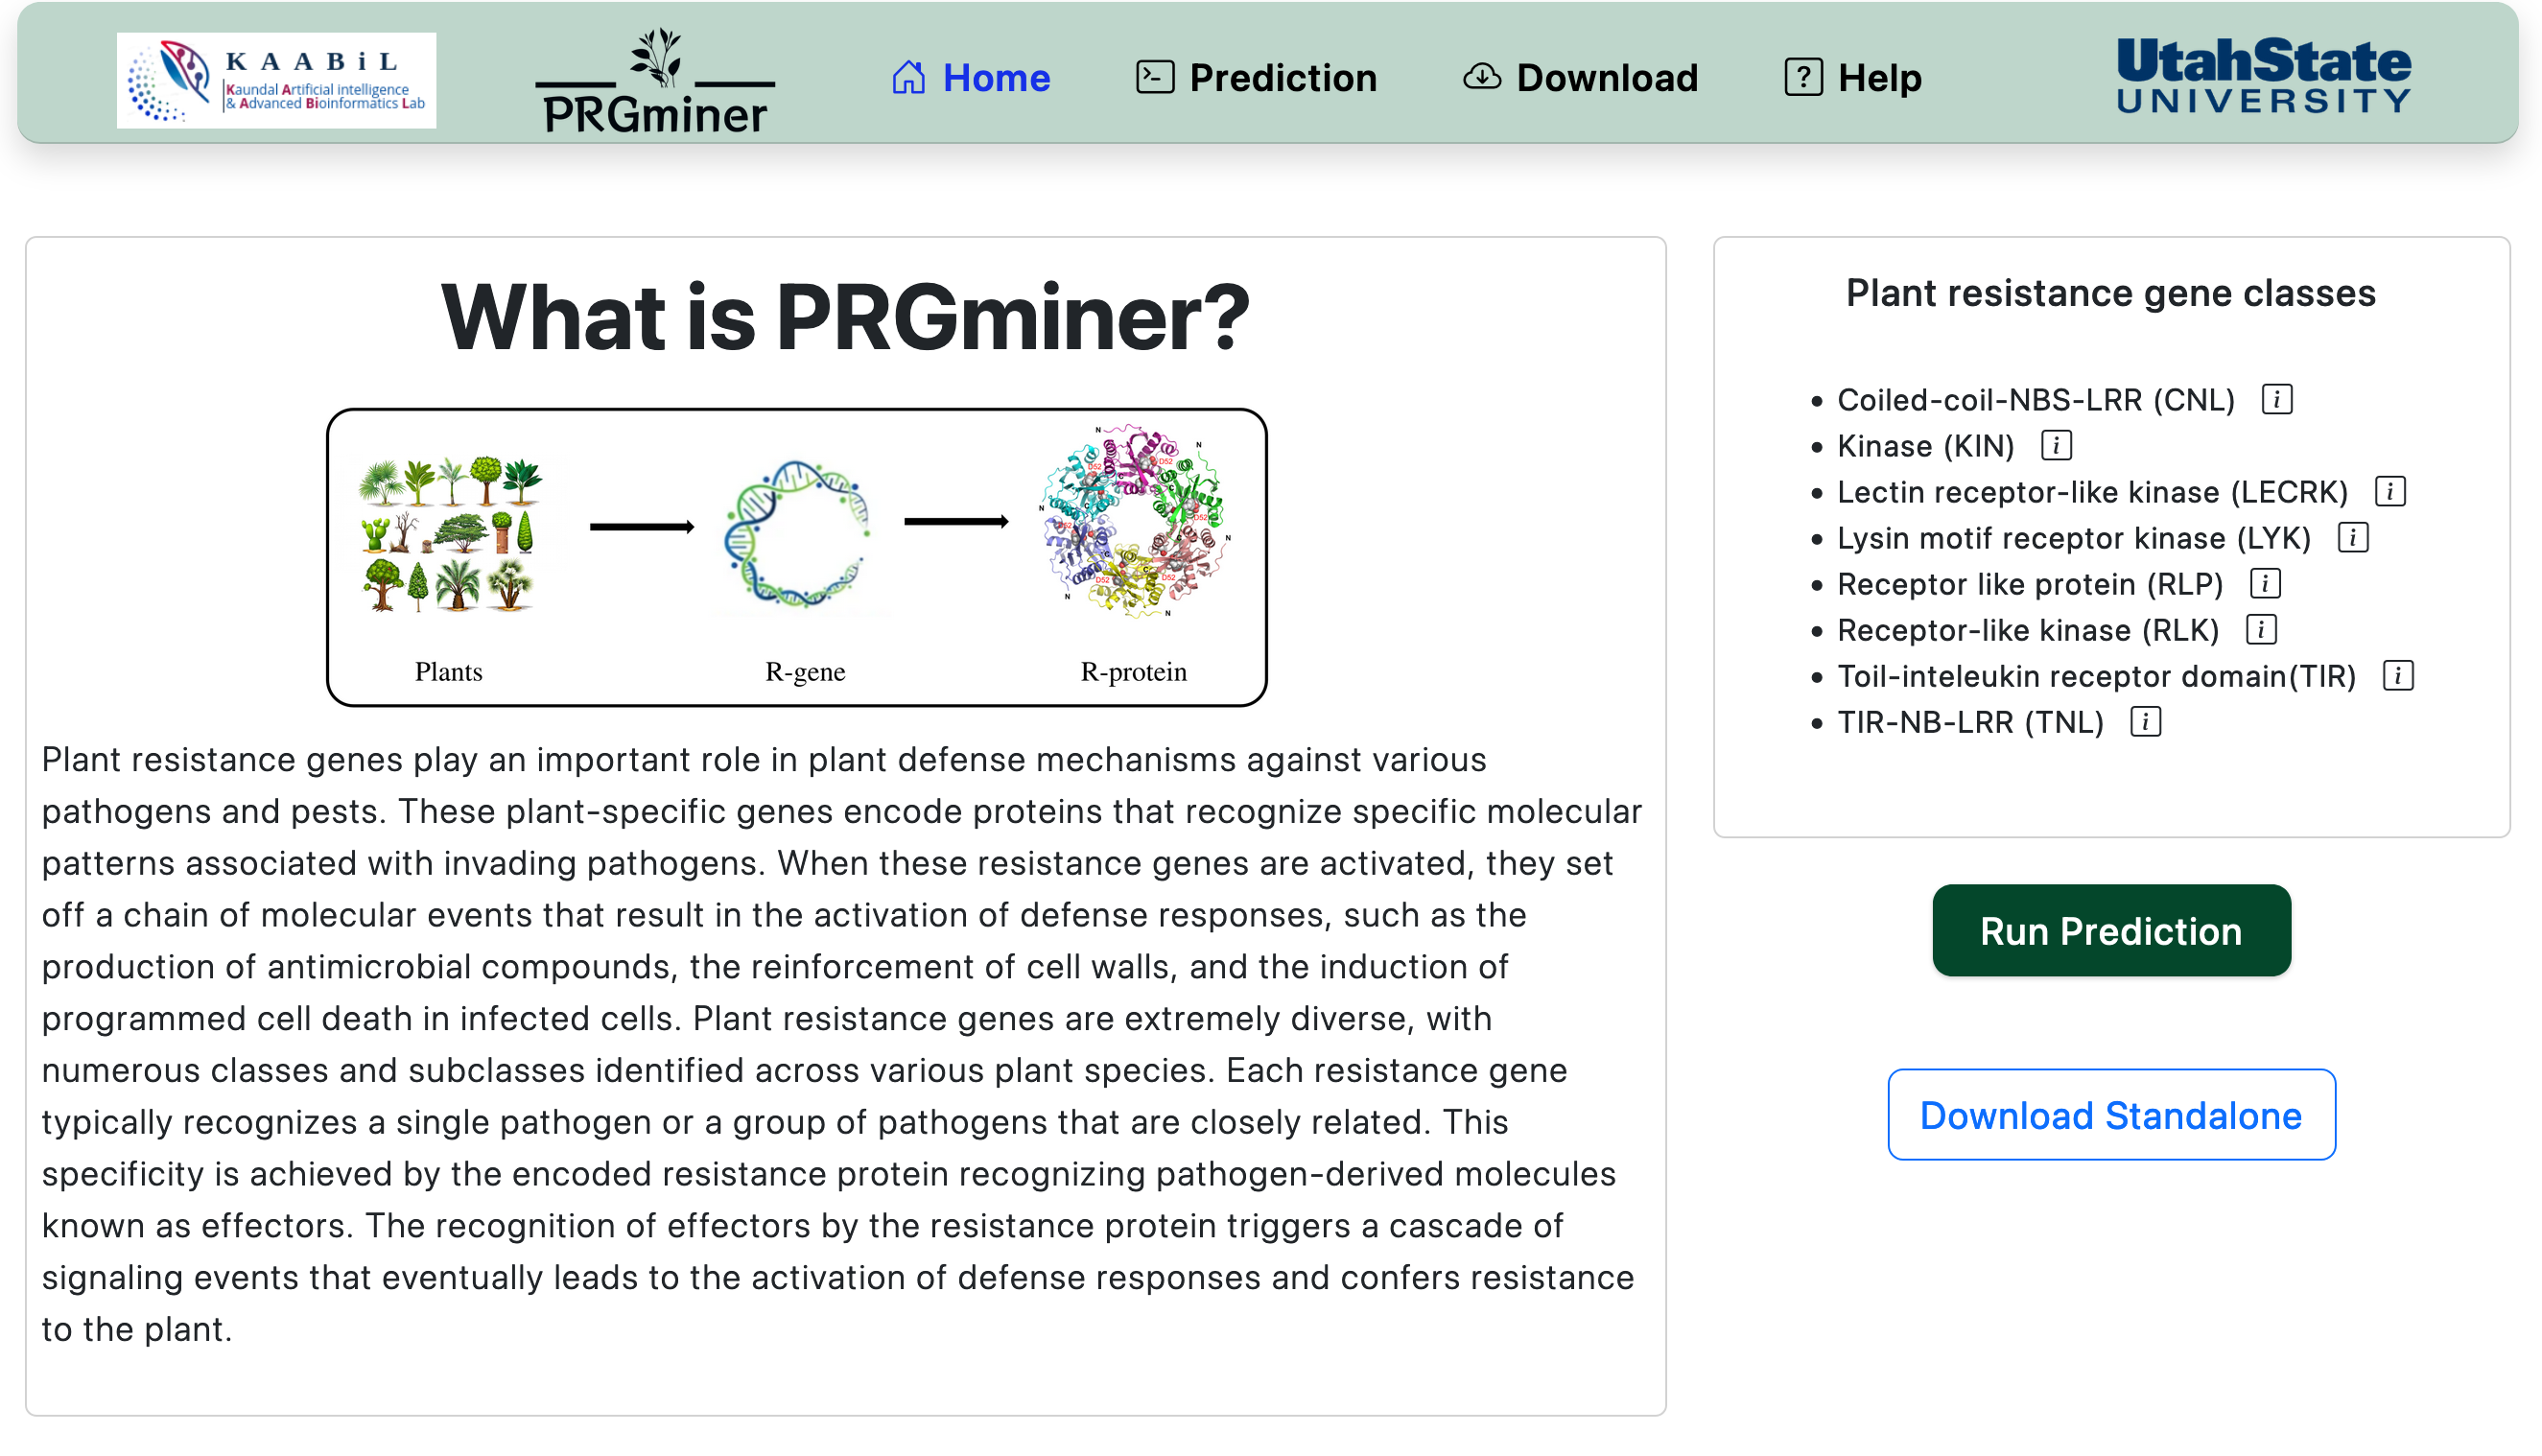 KAABiL
Kaundal Artificial intelligence
& Advanced Bioinformatics Lab
PRGminer
Home
Prediction
Download
Help
UtahState
UNIVERSITY
What is PRGminer?
N
N
D52
D52
N
D52
D52
C
N
C
C
D52
D52
N
N
Plants
R-gene
R-protein
Plant resistance genes play an important role in plant defense mechanisms against various
pathogens and pests. These plant-specific genes encode proteins that recognize specific molecular
patterns associated with invading pathogens. When these resistance genes are activated, they set
off a chain of molecular events that result in the activation of defense responses, such as the
production of antimicrobial compounds, the reinforcement of cell walls, and the induction of
programmed cell death in infected cells. Plant resistance genes are extremely diverse, with
numerous classes and subclasses identified across various plant species. Each resistance gene
typically recognizes a single pathogen or a group of pathogens that are closely related. This
specificity is achieved by the encoded resistance protein recognizing pathogen-derived molecules
known as effectors. The recognition of effectors by the resistance protein triggers a cascade of
signaling events that eventually leads to the activation of defense responses and confers resistance
to the plant.
Plant resistance gene classes
• Coiled-coil-NBS-LRR (CNL) i
• Kinase (KIN) i
• Lectin receptor-like kinase (LECRK) i
• Lysin motif receptor kinase (LYK) i
• Receptor like protein (RLP) i
• Receptor-like kinase (RLK) i
• Toil-inteleukin receptor domain(TIR) i
• TIR-NB-LRR (TNL) i
Run Prediction
Download Standalone